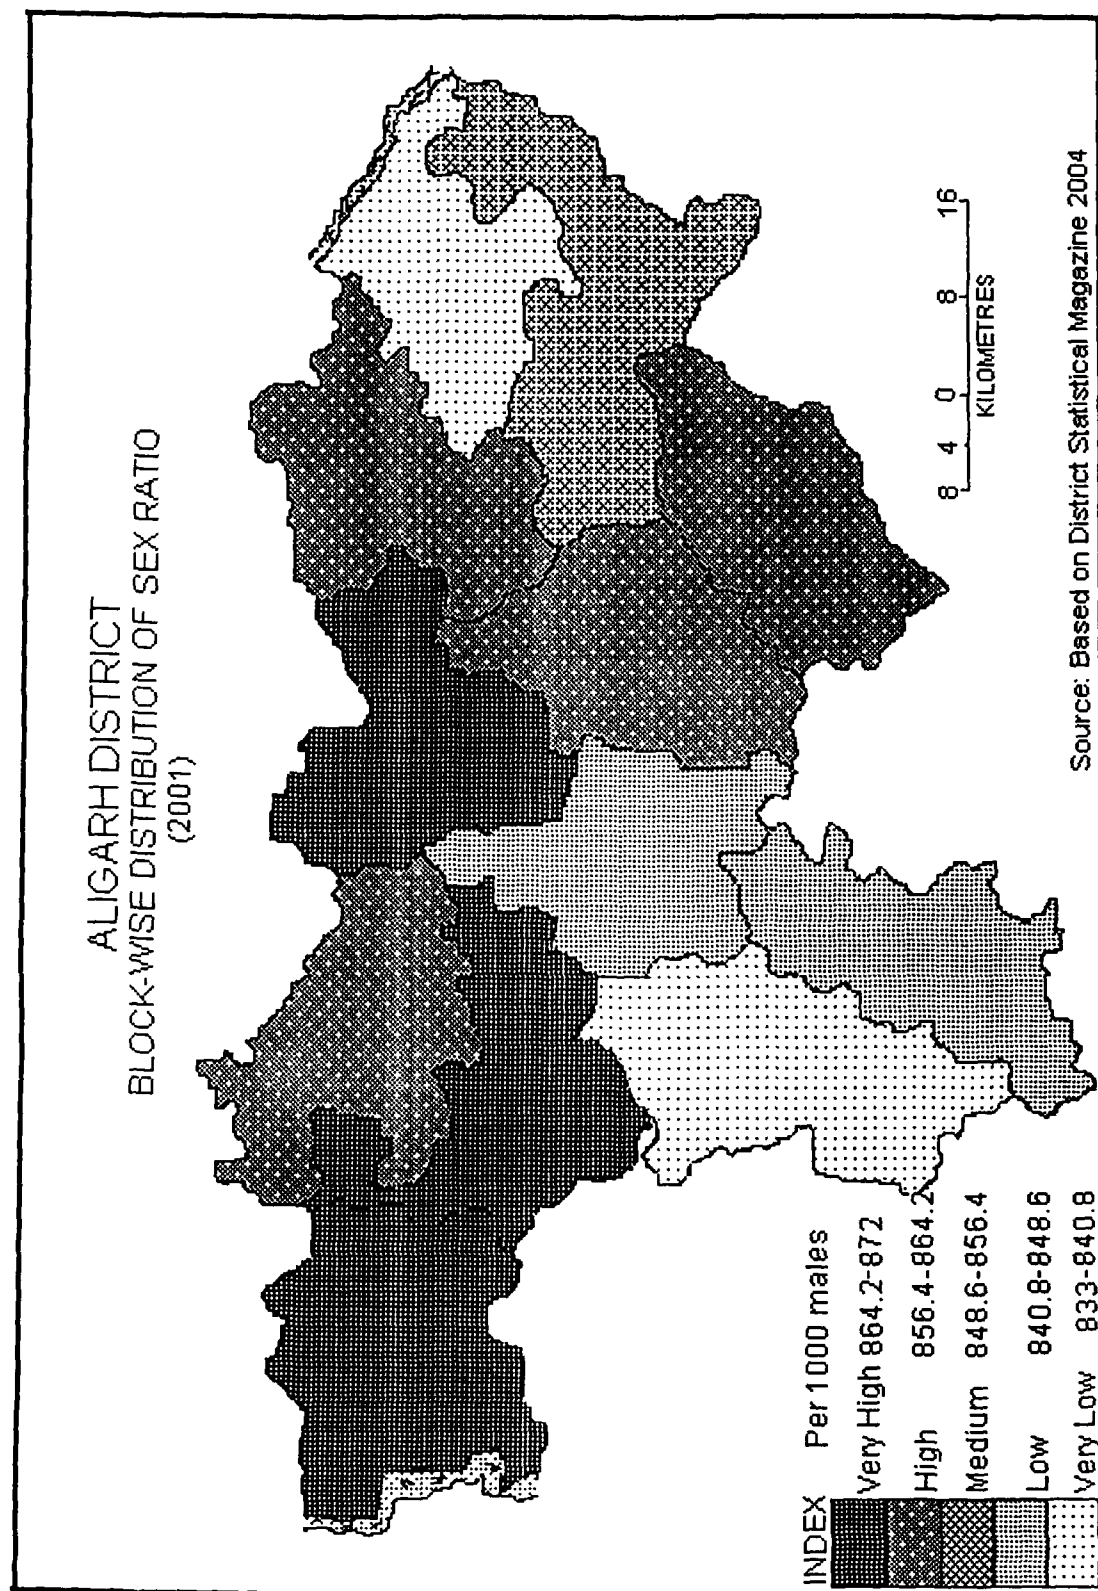 ALIGARH DISTRICT
BLOCK-WISE DISTRIBUTION OF SEX RATIO
(2001)
INDEX Per 1000 males
Very High 864.2-872
High 856.4-864.2
Medium 848.6-856.4
Low 840.8-848.6
Very Low 833-840.8
8 4 0 8 16
KILOMETRES
Source: Based on District Statistical Magazine 2004